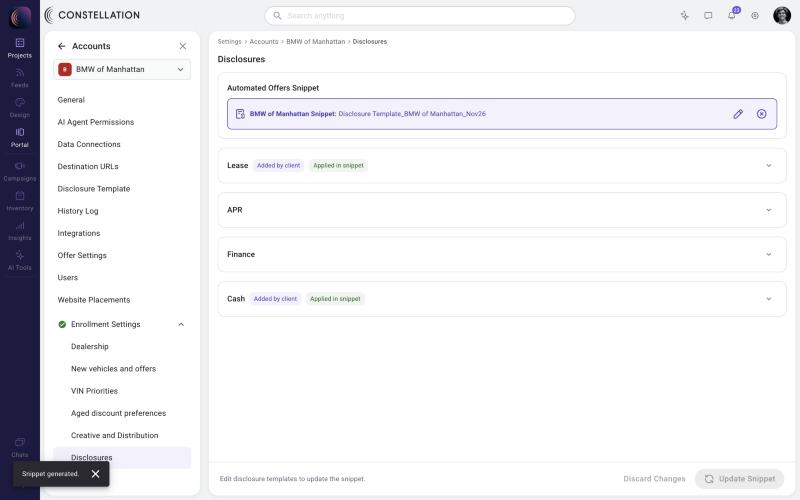 CONSTELLATION
Search anything
23
Projects
Feeds
Design
Portal
Campaigns
Inventory
Insights
AI Tools
Chats
Accounts
B BMW of Manhattan
General
AI Agent Permissions
Data Connections
Destination URLs
Disclosure Template
History Log
Integrations
Offer Settings
Users
Website Placements
Enrollment Settings
Dealership
New vehicles and offers
VIN Priorities
Aged discount preferences
Creative and Distribution
Disclosures
Snippet generated.
Settings > Accounts > BMW of Manhattan > Disclosures
Disclosures
Automated Offers Snippet
BMW of Manhattan Snippet: Disclosure Template_BMW of Manhattan_Nov26
Lease Added by client Applied in snippet
APR
Finance
Cash Added by client Applied in snippet
Edit disclosure templates to update the snippet.
Discard Changes
Update Snippet